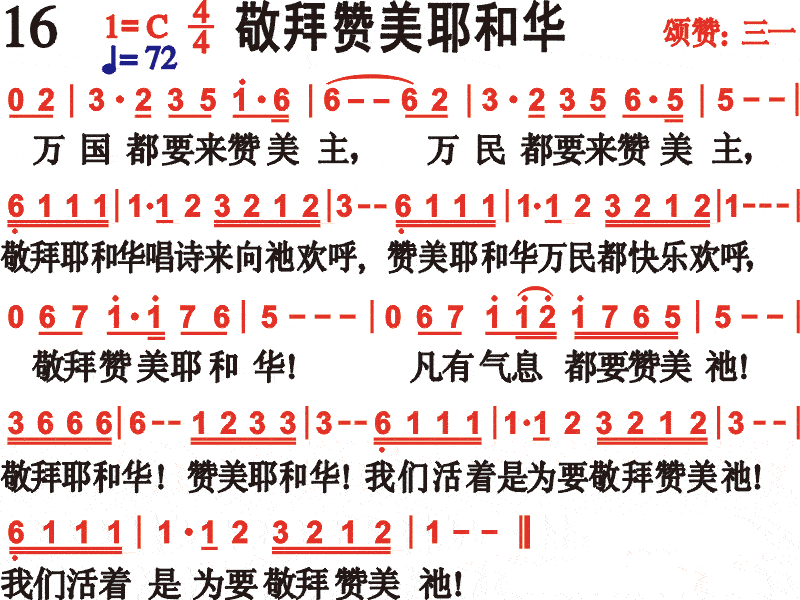 16 1=C 4/4 敬拜赞美耶和华 颂赞：三一
♩=72
0 2 | 3 · 2 3 5 i · 6 | 6 - - 6 2 | 3 · 2 3 5 6 · 5 | 5 - - |
万国都要来赞美主，万民都要来赞美主，
6 1 1 1 | 1·1 2 3 2 1 2 | 3 - - 6 1 1 1 | 1·1 2 3 2 1 2 | 1 - - - |
敬拜耶和华唱诗来向祂欢呼，赞美耶和华万民都快乐欢呼，
0 6 7 i · i 7 6 | 5 - - - | 0 6 7 i i 2 i 7 6 5 | 5 - - |
敬拜赞美耶和华！凡有气息都要赞美祂！
3 6 6 6 | 6 - - 1 2 3 3 | 3 - - 6 1 1 1 | 1·1 2 3 2 1 2 | 3 - - |
敬拜耶和华！赞美耶和华！我们活着是为要敬拜赞美祂！
6 1 1 1 | 1 · 1 2 3 2 1 2 | 1 - - ‖
我们活着是为要敬拜赞美祂！